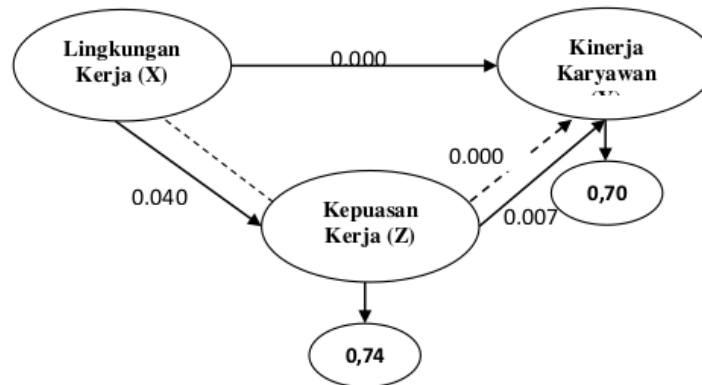 Lingkungan
Kerja (X)
0.000
Kinerja
Karyawan
0.000
0.040
0,70
Kepuasan
Kerja (Z)
0.007
0,74